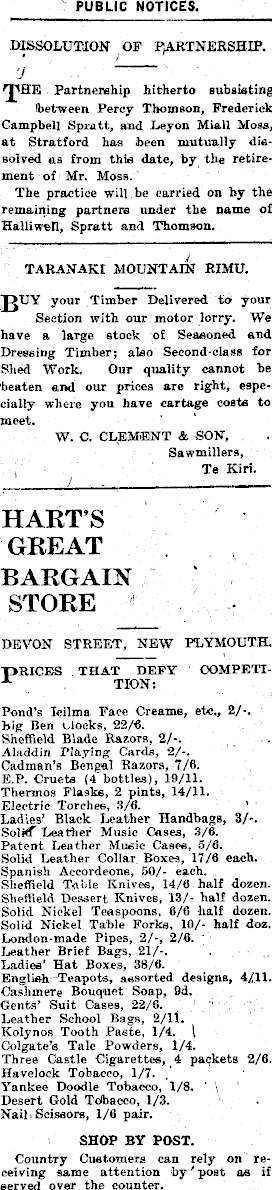 PUBLIC NOTICES.
DISSOLUTION OF PARTNERSHIP.
THE Partnership hitherto subsisting
between Percy Thomson, Frederick
Campbell Spratt, and Leyon Miall Moss,
at Stratford has been mutually dis-
solved as from this date, by the retire-
ment of Mr. Moss.
The practice will be carried on by the
remaining partners under the name of
Halliwell, Spratt and Thomson.
TARANAKI MOUNTAIN RIMU.
BUY your Timber Delivered to your
Section with our motor lorry. We
have a large stock of Seasoned and
Dressing Timber; also Second-class for
Shed Work. Our quality cannot be
beaten and our prices are right, espe-
cially where you have cartage costs to
meet.
W. C. CLEMENT & SON,
Sawmillers,
Te Kiri.
HART'S
GREAT
BARGAIN
STORE
DEVON STREET, NEW PLYMOUTH.
PRICES THAT DEFY COMPETI-
TION:
Pond's Icilma Face Creams, etc., 2/-.
Big Ben Clocks, 22/6.
Sheffield Blade Razors, 2/-.
Aladdin Playing Cards, 2/-.
Cadman's Bengal Razors, 7/6.
E.P. Cruets (4 bottles), 19/11.
Thermos Flasks, 2 pints, 14/11.
Electric Torches, 3/6.
Ladies' Black Leather Handbags, 3/-.
Solid Leather Music Cases, 3/6.
Patent Leather Music Cases, 5/6.
Solid Leather Collar Boxes, 17/6 each.
Spanish Accordeons, 50/- each.
Sheffield Table Knives, 14/6 half dozen.
Sheffield Dessert Knives, 13/- half dozen.
Solid Nickel Teaspoons, 6/6 half dozen.
Solid Nickel Table Forks, 10/- half doz.
London-made Pipes, 2/-, 2/6.
Leather Brief Bags, 21/-.
Ladies' Hat Boxes, 38/6.
English Teapots, assorted designs, 4/11.
Cashmere Bouquet Soap, 9d.
Gents' Suit Cases, 22/6.
Leather School Bags, 2/11.
Kolynos Tooth Paste, 1/4.
Colgate's Talc Powders, 1/4.
Three Castle Cigarettes, 4 packets 2/6.
Havelock Tobacco, 1/7.
Yankee Doodle Tobacco, 1/8.
Desert Gold Tobacco, 1/3.
Nail Scissors, 1/6 pair.
SHOP BY POST.
Country Customers can rely on re-
ceiving same attention by post as if
served over the counter.